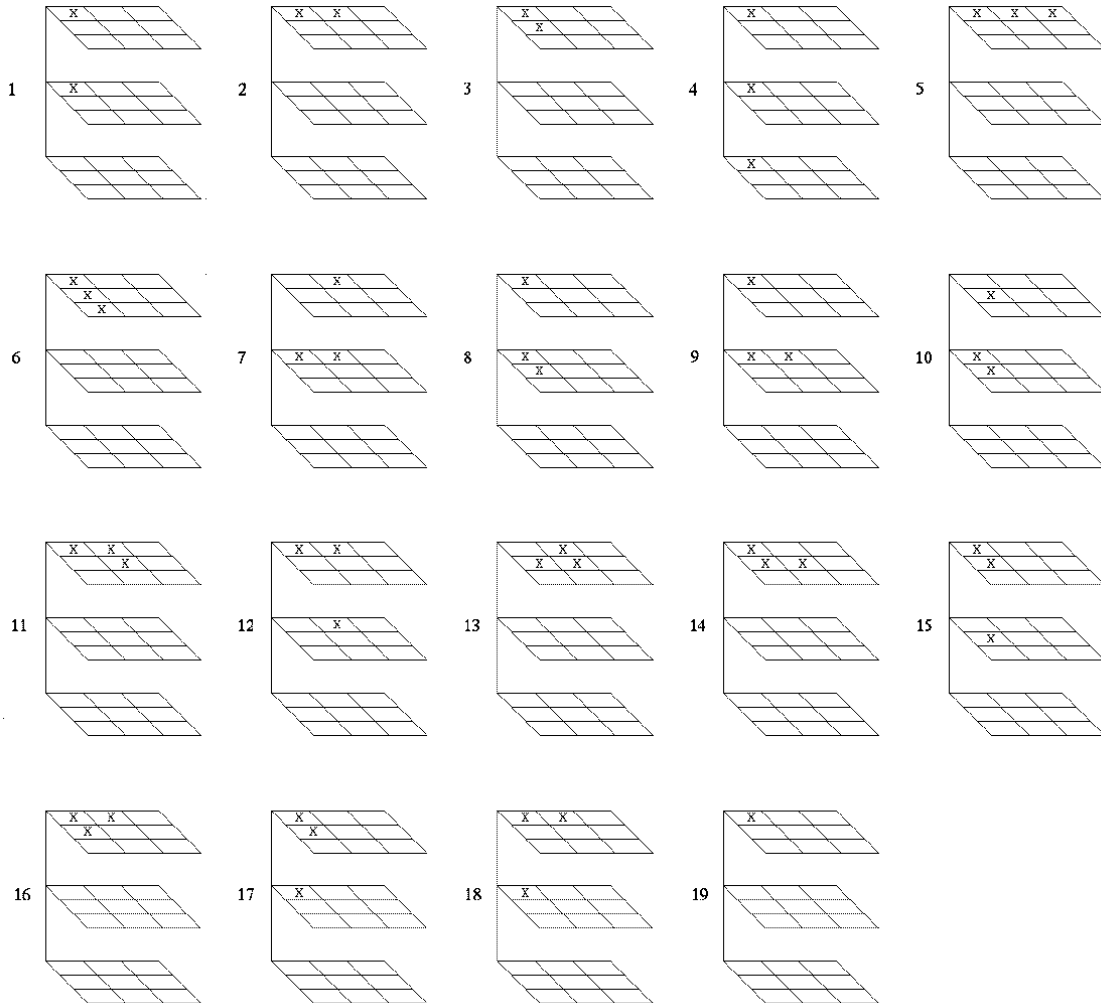 X X X X X X X X
X
1 X 2 3 4 X 5
X
X X X X
X X
X
6 7 X X 8 X 9 X X 10 X
X X
X X X X X X X
X X X X X X
11 12 X 13 14 15
X
X X X X X X
X X
16 17 X 18 X 19